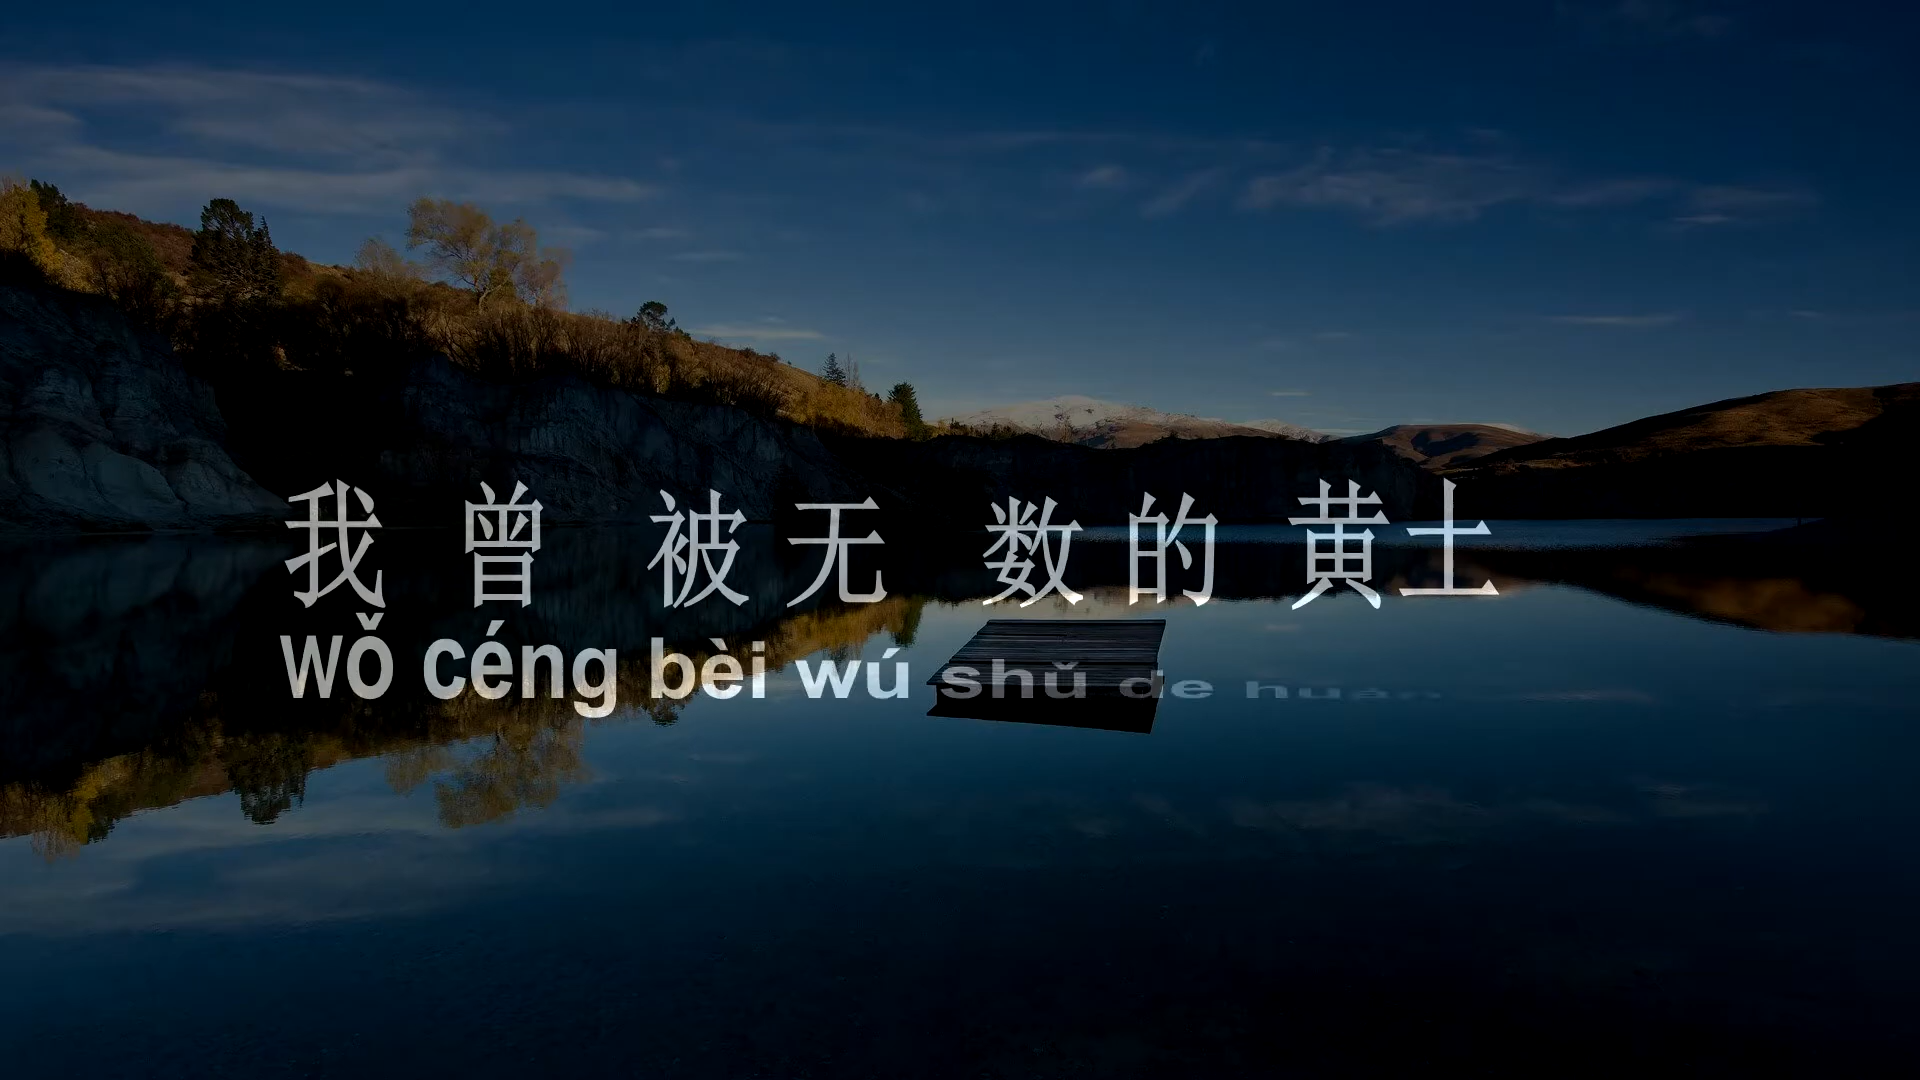 我 曾 被无 数的 黄土
Wǒ céng bèi wú shǔ de